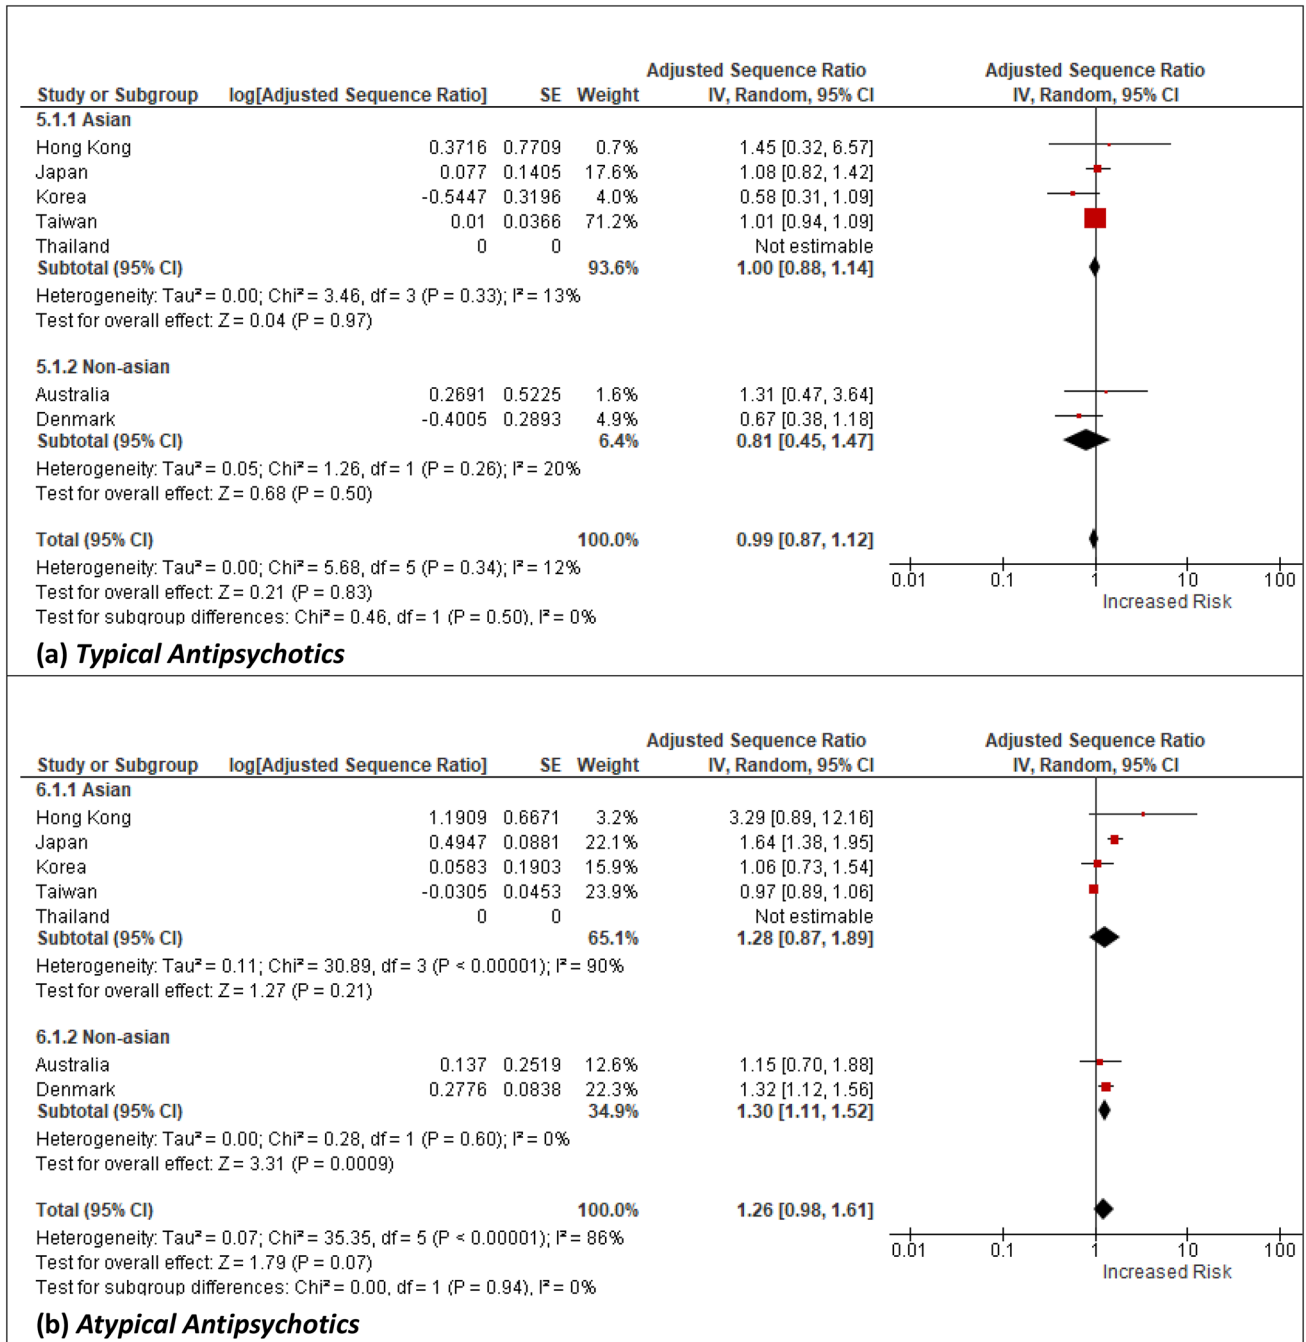 Adjusted Sequence Ratio Adjusted Sequence Ratio
Study or Subgroup log[Adjusted Sequence Ratio] SE Weight IV, Random, 95% CI IV, Random, 95% CI
5.1.1 Asian
Hong Kong 0.3716 0.7709 0.7% 1.45 [0.32, 6.57]
Japan 0.077 0.1405 17.6% 1.08 [0.82, 1.42]
Korea -0.5447 0.3196 4.0% 0.58 [0.31, 1.09]
Taiwan 0.01 0.0366 71.2% 1.01 [0.94, 1.09]
Thailand 0 0 Not estimable
Subtotal (95% CI) 93.6% 1.00 [0.88, 1.14]
Heterogeneity: Tau² = 0.00; Chi² = 3.46, df = 3 (P = 0.33); I² = 13%
Test for overall effect: Z = 0.04 (P = 0.97)
5.1.2 Non-asian
Australia 0.2691 0.5225 1.6% 1.31 [0.47, 3.64]
Denmark -0.4005 0.2893 4.9% 0.67 [0.38, 1.18]
Subtotal (95% CI) 6.4% 0.81 [0.45, 1.47]
Heterogeneity: Tau² = 0.05; Chi² = 1.26, df = 1 (P = 0.26); I² = 20%
Test for overall effect: Z = 0.68 (P = 0.50)
Total (95% CI) 100.0% 0.99 [0.87, 1.12]
Heterogeneity: Tau² = 0.00; Chi² = 5.68, df = 5 (P = 0.34); I² = 12%
Test for overall effect: Z = 0.21 (P = 0.83)
Test for subgroup differences: Chi² = 0.46, df = 1 (P = 0.50), I² = 0%
0.01 0.1 1 10 100
Increased Risk
(a) Typical Antipsychotics
Adjusted Sequence Ratio Adjusted Sequence Ratio
Study or Subgroup log[Adjusted Sequence Ratio] SE Weight IV, Random, 95% CI IV, Random, 95% CI
6.1.1 Asian
Hong Kong 1.1909 0.6671 3.2% 3.29 [0.89, 12.16]
Japan 0.4947 0.0881 22.1% 1.64 [1.38, 1.95]
Korea 0.0583 0.1903 15.9% 1.06 [0.73, 1.54]
Taiwan -0.0305 0.0453 23.9% 0.97 [0.89, 1.06]
Thailand 0 0 Not estimable
Subtotal (95% CI) 65.1% 1.28 [0.87, 1.89]
Heterogeneity: Tau² = 0.11; Chi² = 30.89, df = 3 (P < 0.00001); I² = 90%
Test for overall effect: Z = 1.27 (P = 0.21)
6.1.2 Non-asian
Australia 0.137 0.2519 12.6% 1.15 [0.70, 1.88]
Denmark 0.2776 0.0838 22.3% 1.32 [1.12, 1.56]
Subtotal (95% CI) 34.9% 1.30 [1.11, 1.52]
Heterogeneity: Tau² = 0.00; Chi² = 0.28, df = 1 (P = 0.60); I² = 0%
Test for overall effect: Z = 3.31 (P = 0.0009)
Total (95% CI) 100.0% 1.26 [0.98, 1.61]
Heterogeneity: Tau² = 0.07; Chi² = 35.35, df = 5 (P < 0.00001); I² = 86%
Test for overall effect: Z = 1.79 (P = 0.07)
Test for subgroup differences: Chi² = 0.00, df = 1 (P = 0.94), I² = 0%
0.01 0.1 1 10 100
Increased Risk
(b) Atypical Antipsychotics